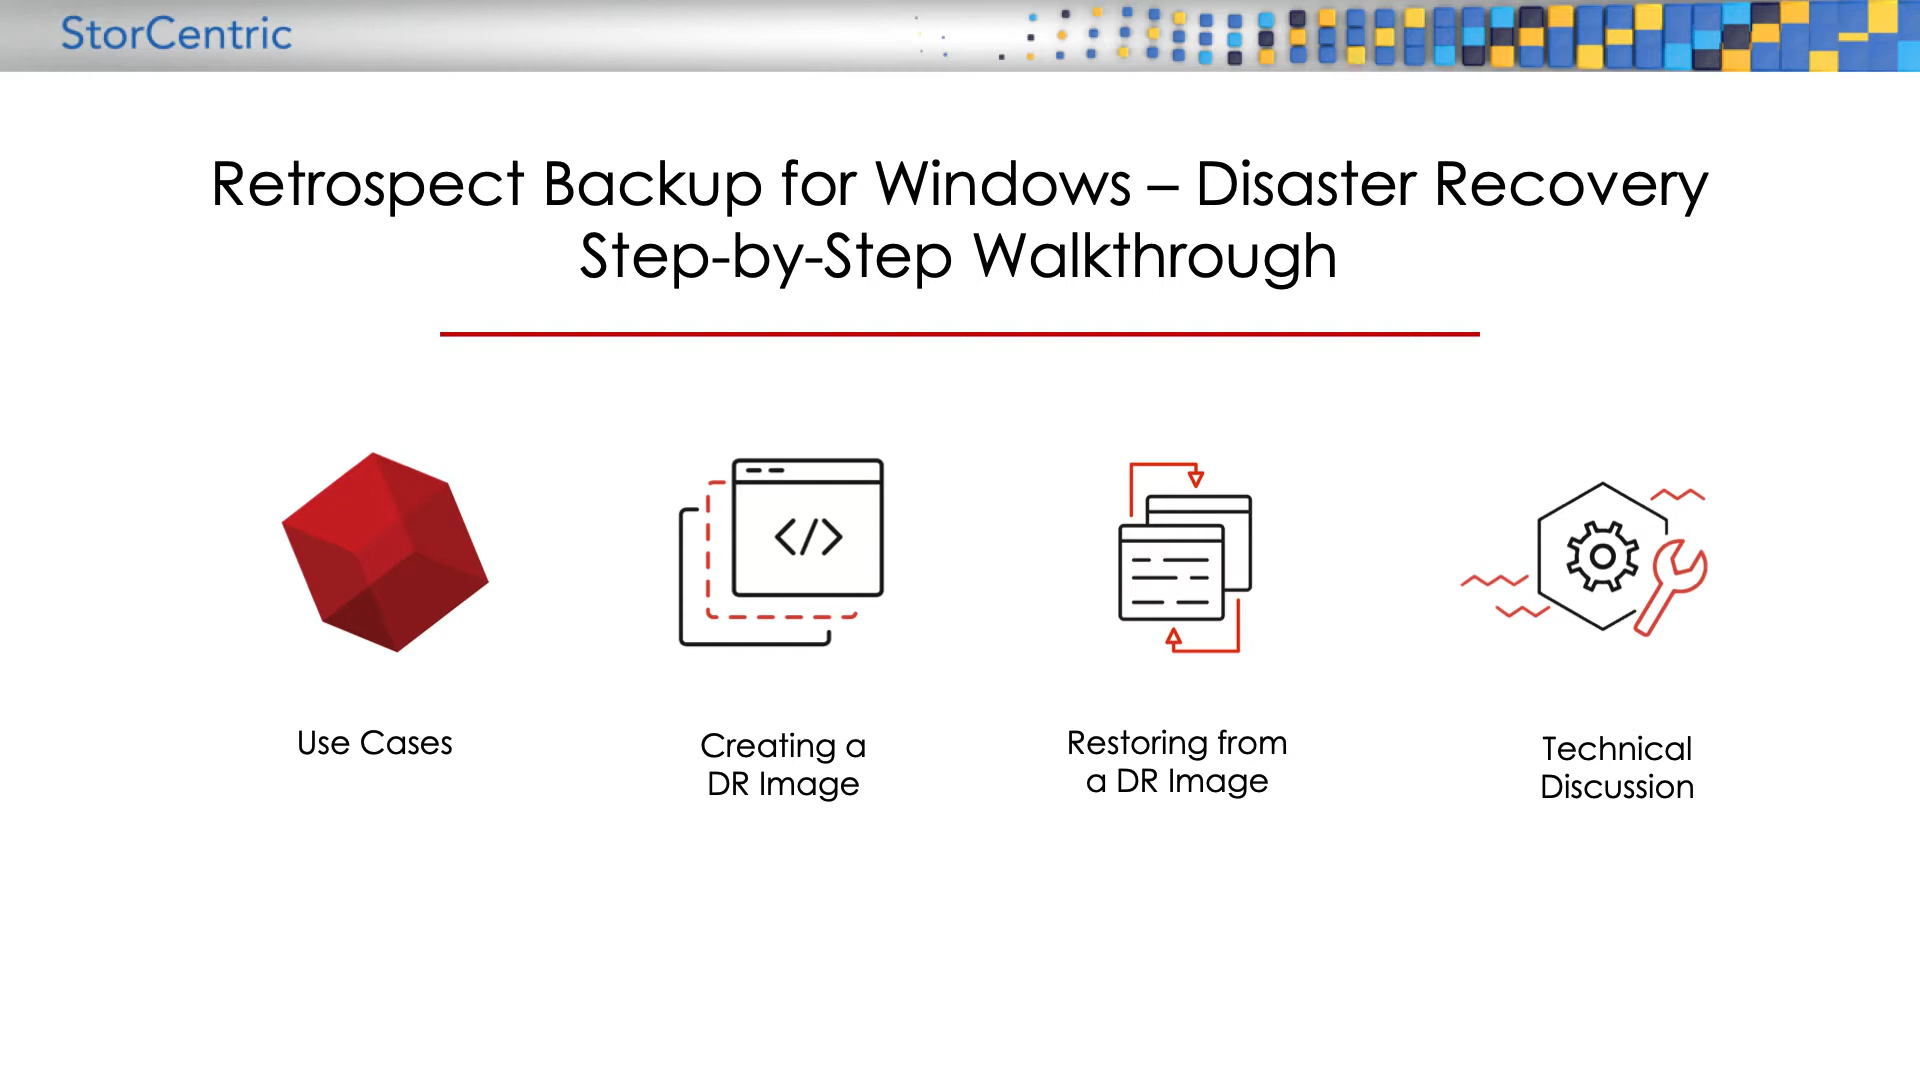 StorCentric
Retrospect Backup for Windows – Disaster Recovery
Step-by-Step Walkthrough
</>
Use Cases
Creating a
DR Image
Restoring from
a DR Image
Technical
Discussion